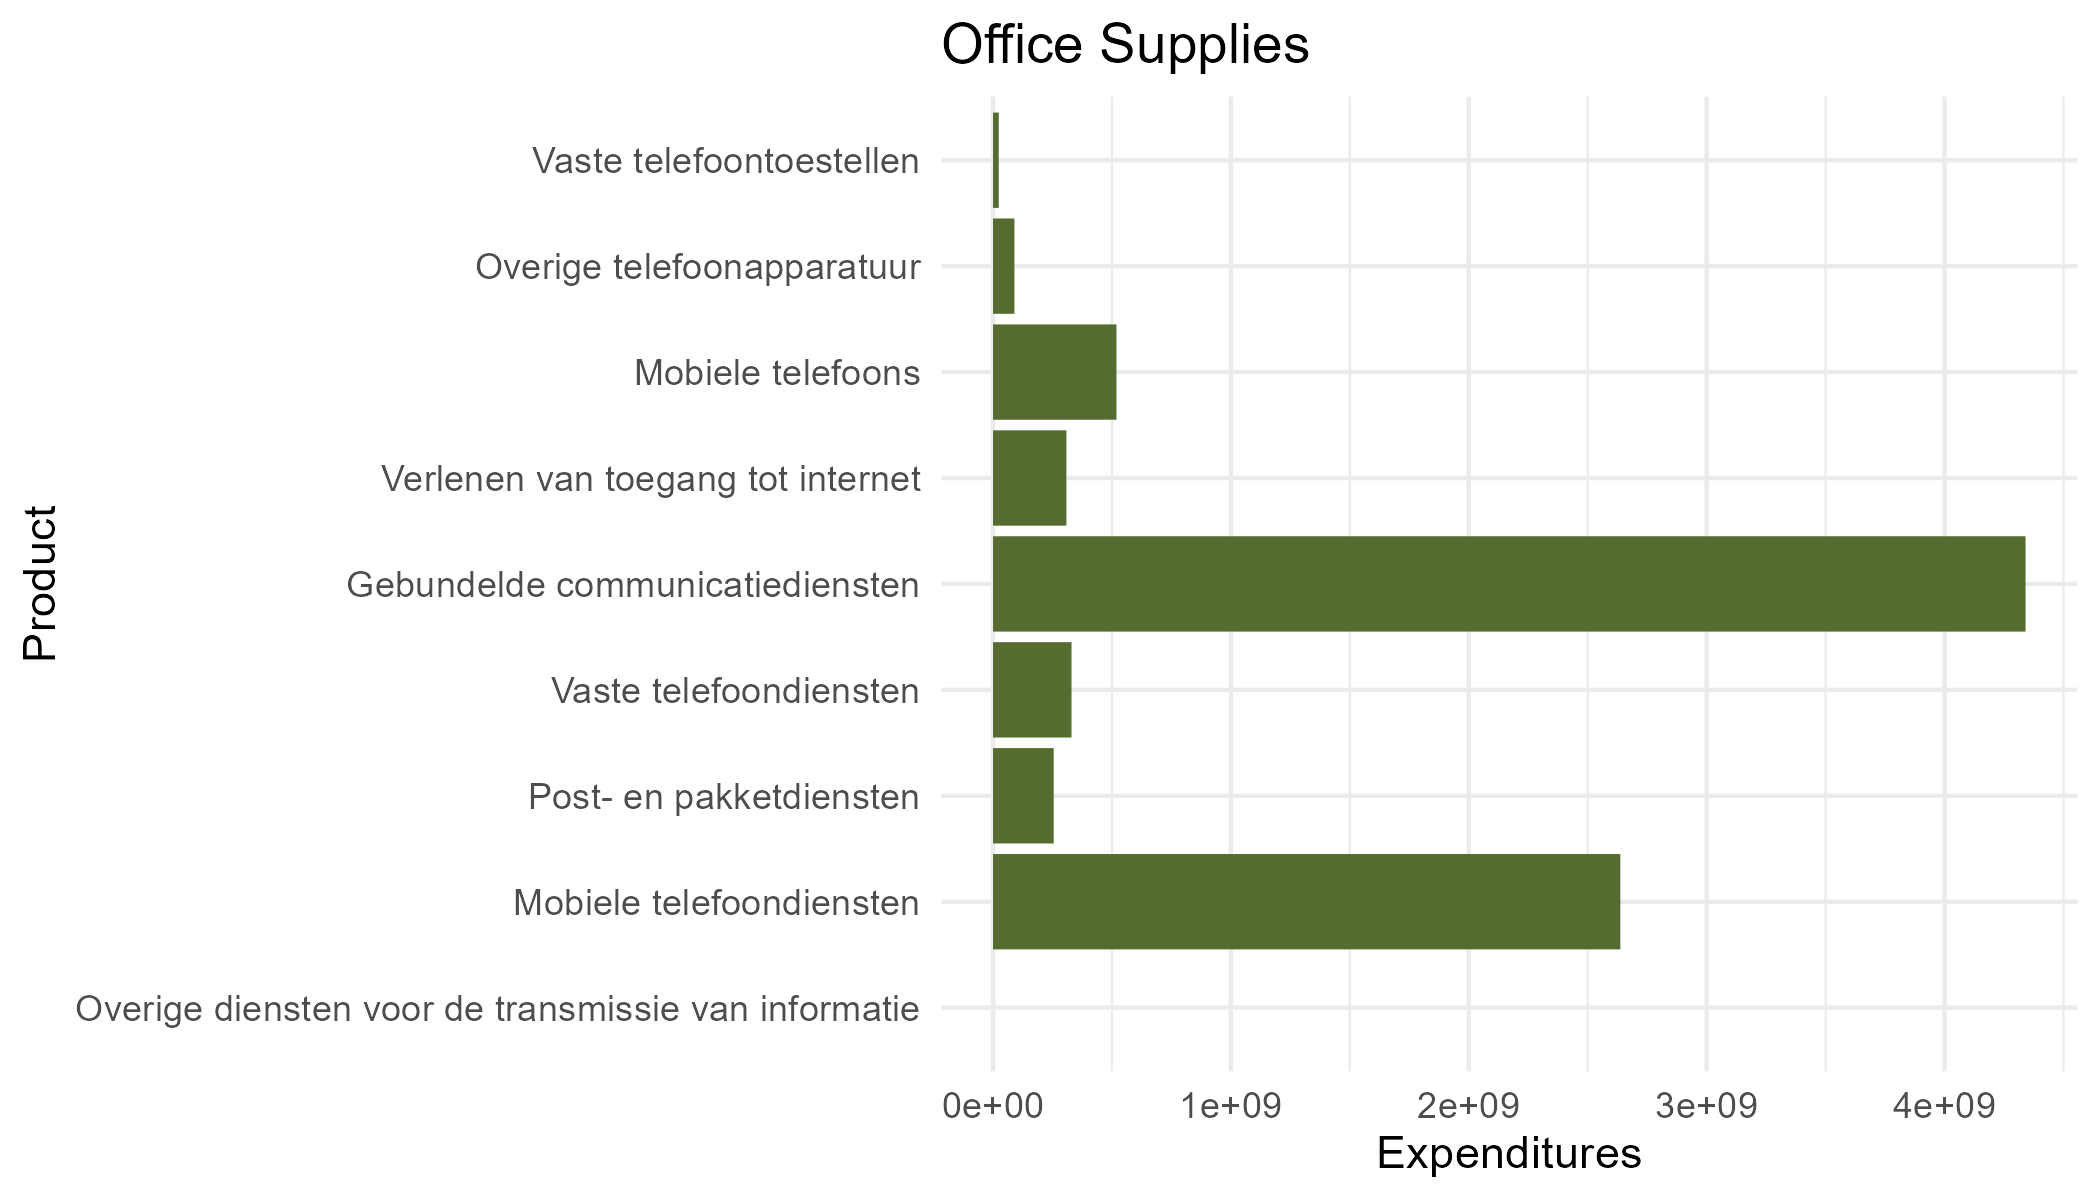 Office Supplies
Vaste telefoontoestellen
Overige telefoonapparatuur
Mobiele telefoons
Verlenen van toegang tot internet
Gebundelde communicatiediensten
Vaste telefoondiensten
Post- en pakketdiensten
Mobiele telefoondiensten
Overige diensten voor de transmissie van informatie
Product
0e+00 1e+09 2e+09 3e+09 4e+09
Expenditures